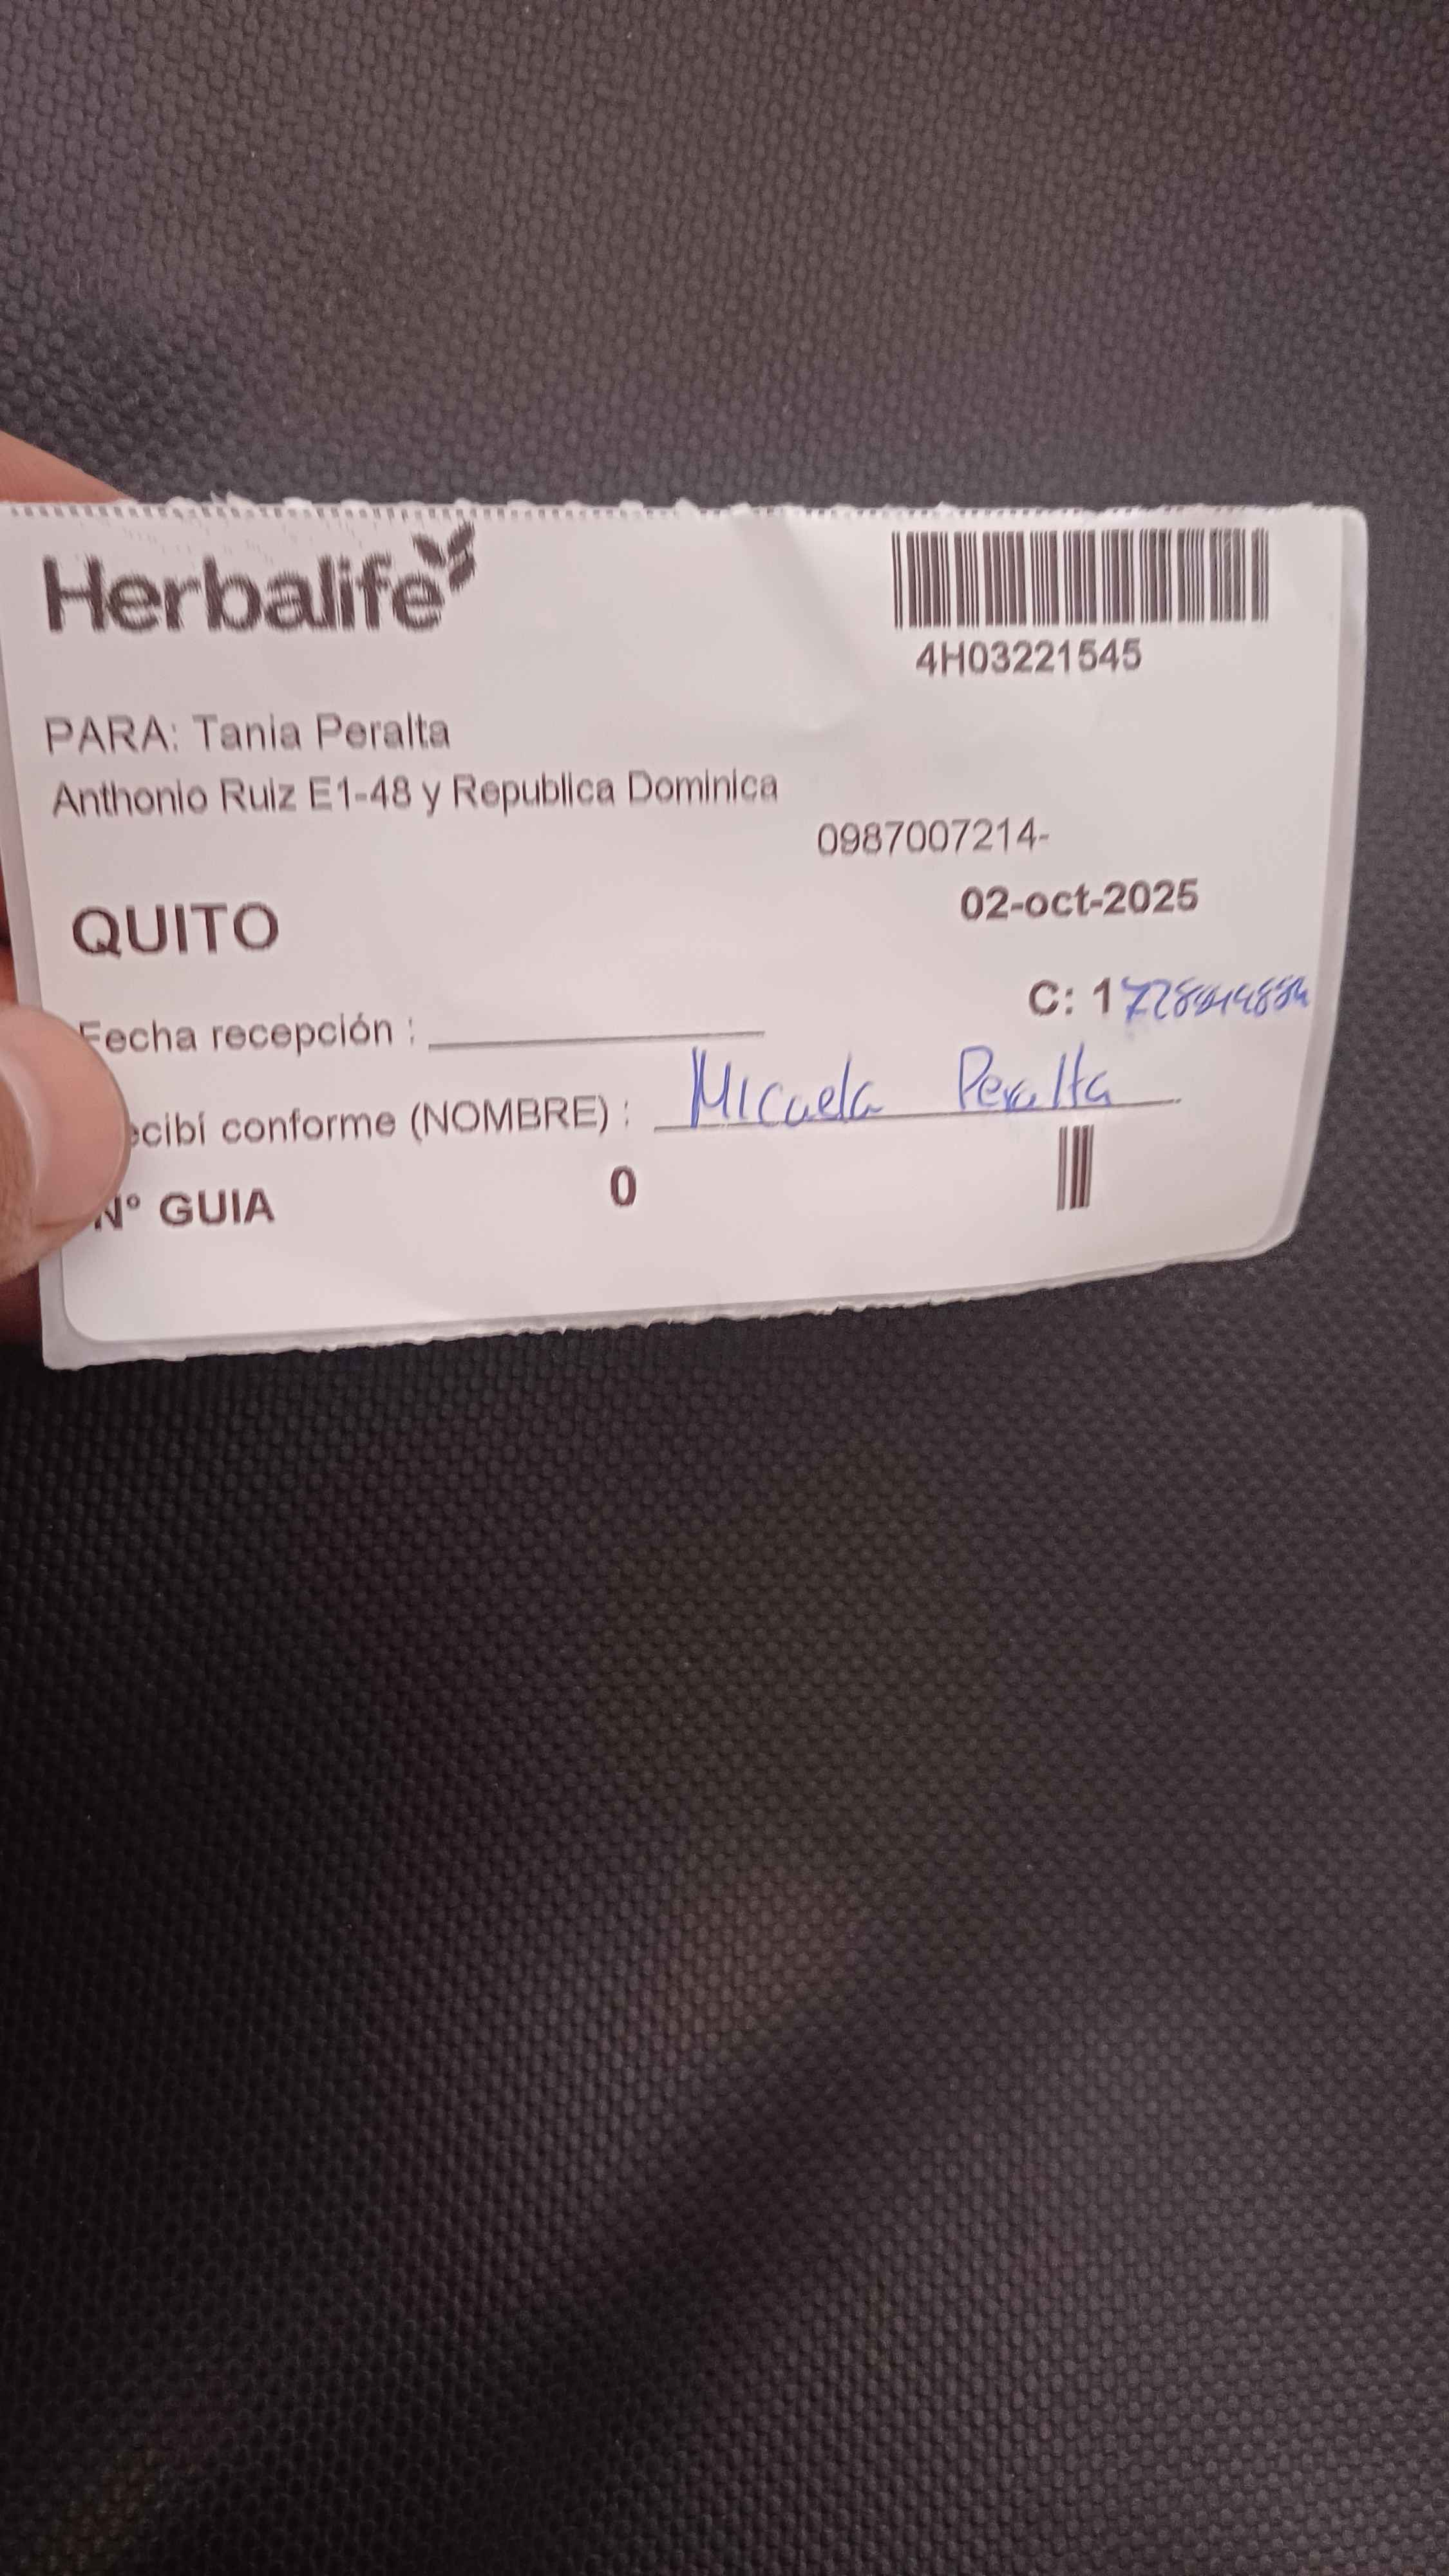 Herbalife
4H03221545
PARA: Tania Peralta
Anthonio Ruiz E1-48 y Republica Dominica
0987007214-
QUITO
02-oct-2025
C: 1
Fecha recepción :
ecibí conforme (NOMBRE) : Micaela Peralta
N° GUIA 0